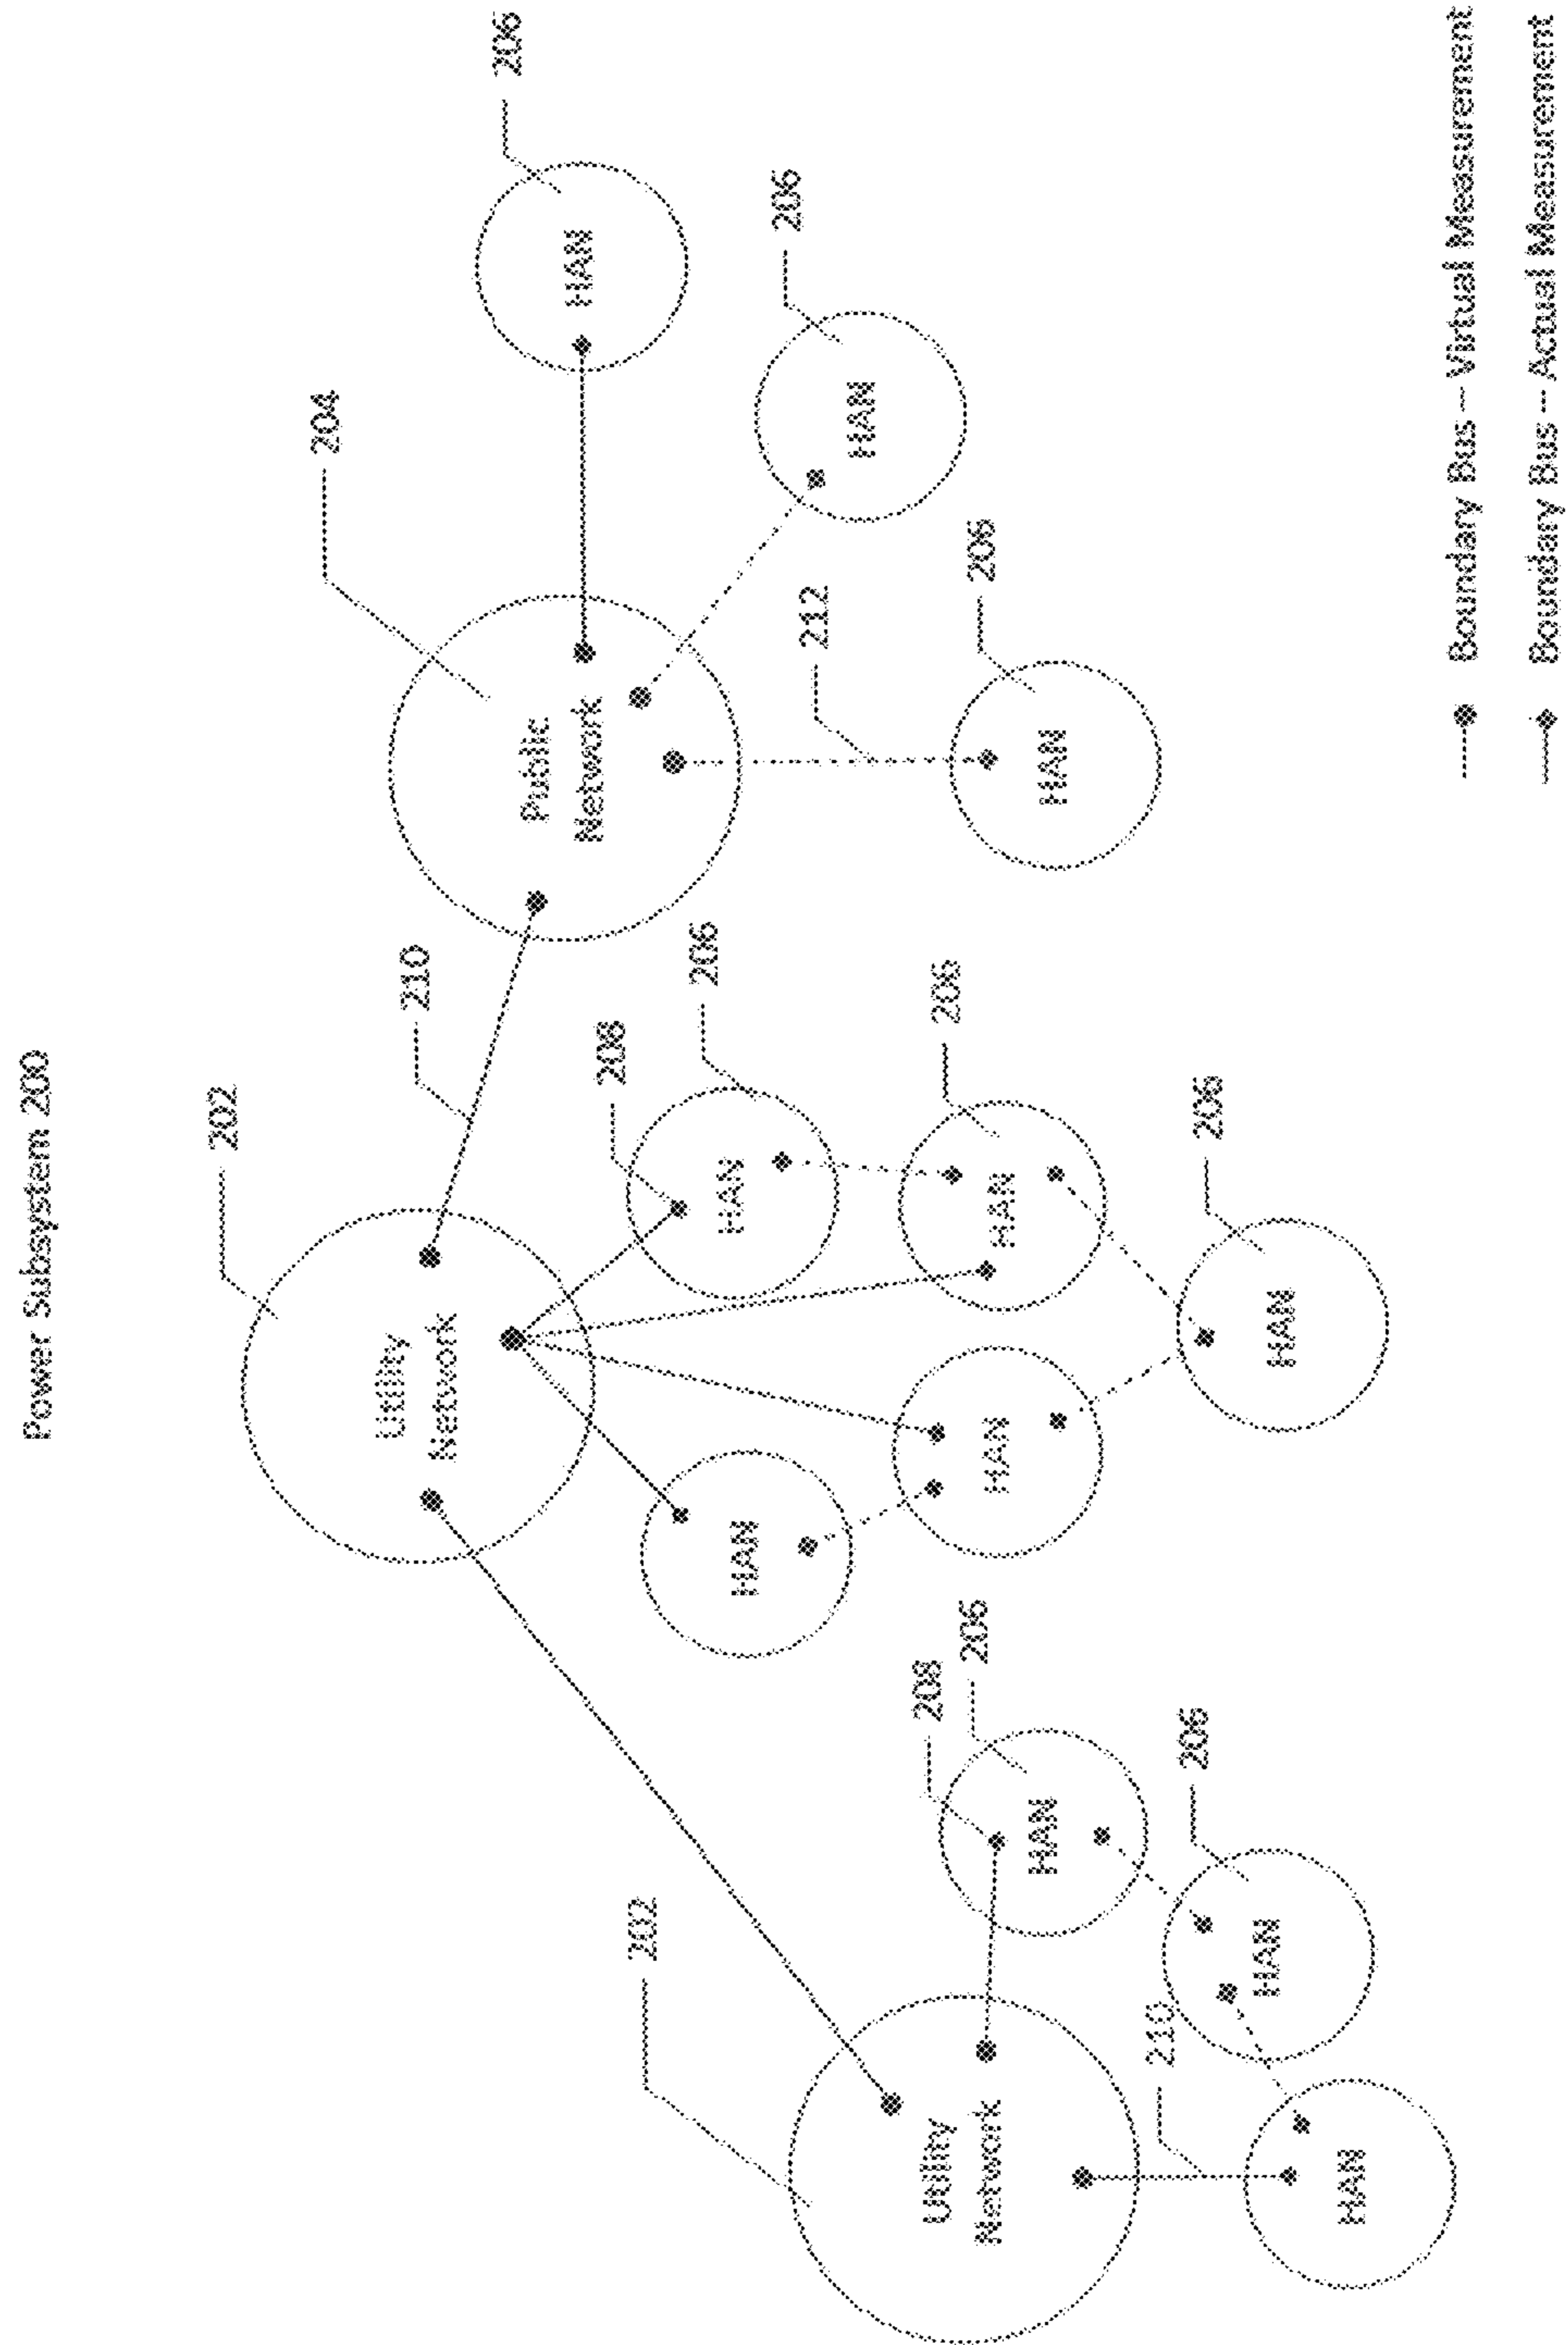 Power Subsystem 200
202
Utility
Network
210
204
Public
Network
206
HAN
208
206
HAN
206
HAN
212
206
HAN
HAN
206
HAN
HAN
206
HAN
202
Utility
Network
208
206
HAN
206
HAN
210
HAN
Boundary Bus – Virtual Measurement
Boundary Bus – Actual Measurement